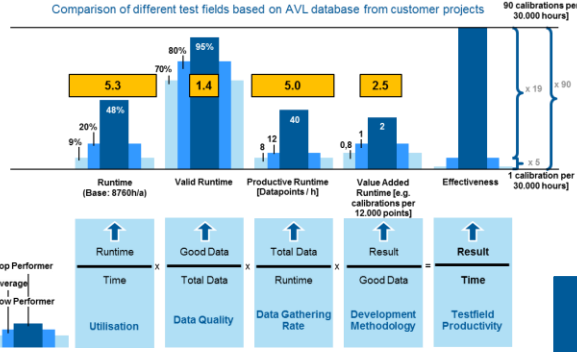 Comparison of different test fields based on AVL database from customer projects
90 calibrations per
30.000 hours]
95%
80%
70%
5.3
1.4
5.0
2.5
x 19
x 90
48%
20%
9%
40
12
8
2
1
0,8
x 5
Runtime
(Base: 8760h/a)
Valid Runtime
Productive Runtime
[Datapoints / h]
Value Added
Runtime [e.g.
calibrations per
12.000 points]
Effectiveness
1 calibration per
30.000 hours]
Runtime
Time
Utilisation
x
Good Data
Total Data
Data Quality
x
Total Data
Runtime
Data Gathering
Rate
x
Result
Good Data
Development
Methodology
=
Result
Time
Testfield
Productivity
op Performer
verage
ow Performer